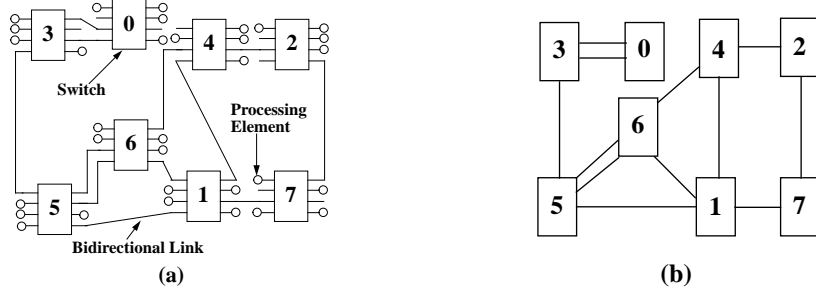 3 0 4 2
Switch
Processing
Element
6
5 1 7
Bidirectional Link
(a)
3 0 4 2
6
5 1 7
(b)